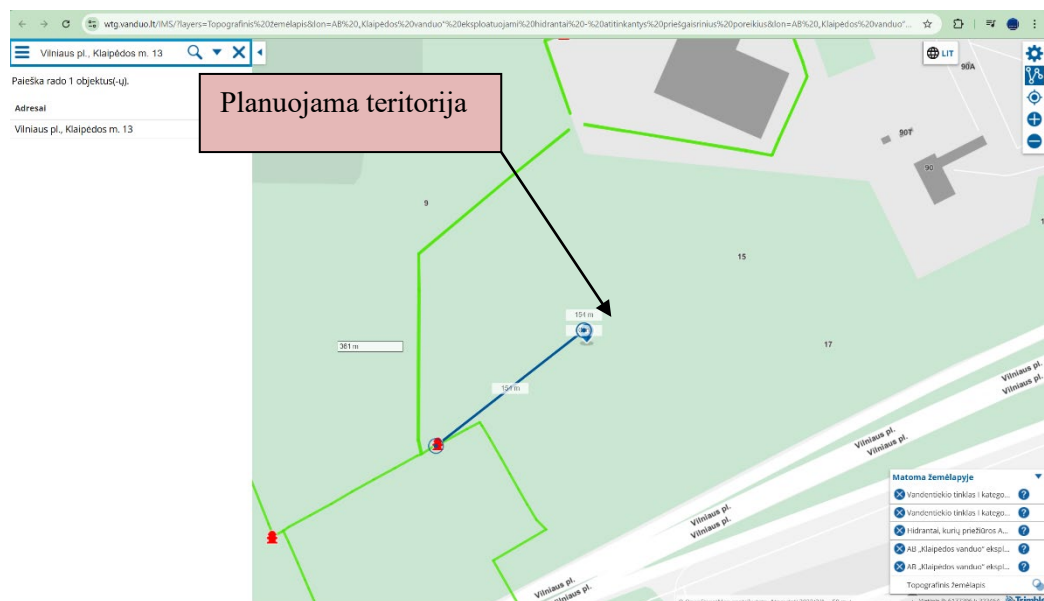 wtg.vanduo.lt/IMS/?layers=Topografinis%20žemėlapis&lon=AB%20„Klaipėdos%20vanduo“%20eksploatuojami%20hidrantai%20-%20atitinkantys%20priešgaisrinius%20poreikius&lon=AB%20„Klaipėdos%20vanduo“...
Vilniaus pl., Klaipėdos m. 13
LIT
Paieška rado 1 objektus(-ų).
Adresai
Vilniaus pl., Klaipėdos m. 13
Planuojama teritorija
90A
90T
90
9
15
154 m
17
361 m
154 m
Vilniaus pl.
Vilniaus pl.
Vilniaus pl.
Vilniaus pl.
Vilniaus pl.
Vilniaus pl.
Vilniaus pl.
Vilniaus pl.
Matoma žemėlapyje
Vandentiekio tinklas I katego...
Vandentiekio tinklas I katego...
Hidrantai, kurių priežiūros A...
AB „Klaipėdos vanduo“ ekspl...
AB „Klaipėdos vanduo“ ekspl...
Topografinis žemėlapis
Trimble